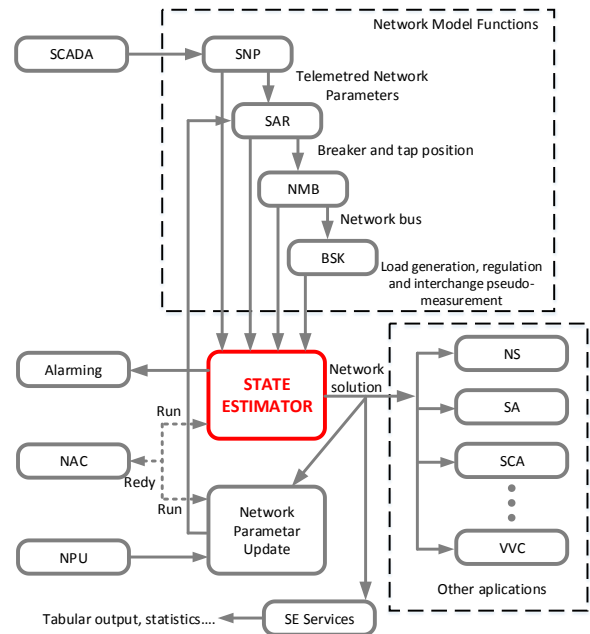 Network Model Functions
SCADA
SNP
Telemetred Network
Parameters
SAR
Breaker and tap position
NMB
Network bus
BSK
Load generation, regulation
and interchange pseudo-
measurement
Alarming
STATE
ESTIMATOR
Network
solution
NS
SA
SCA
VVC
Other aplications
Run
NAC
Redy
Run
Network
Parametar
Update
NPU
SE Services
Tabular output, statistics....